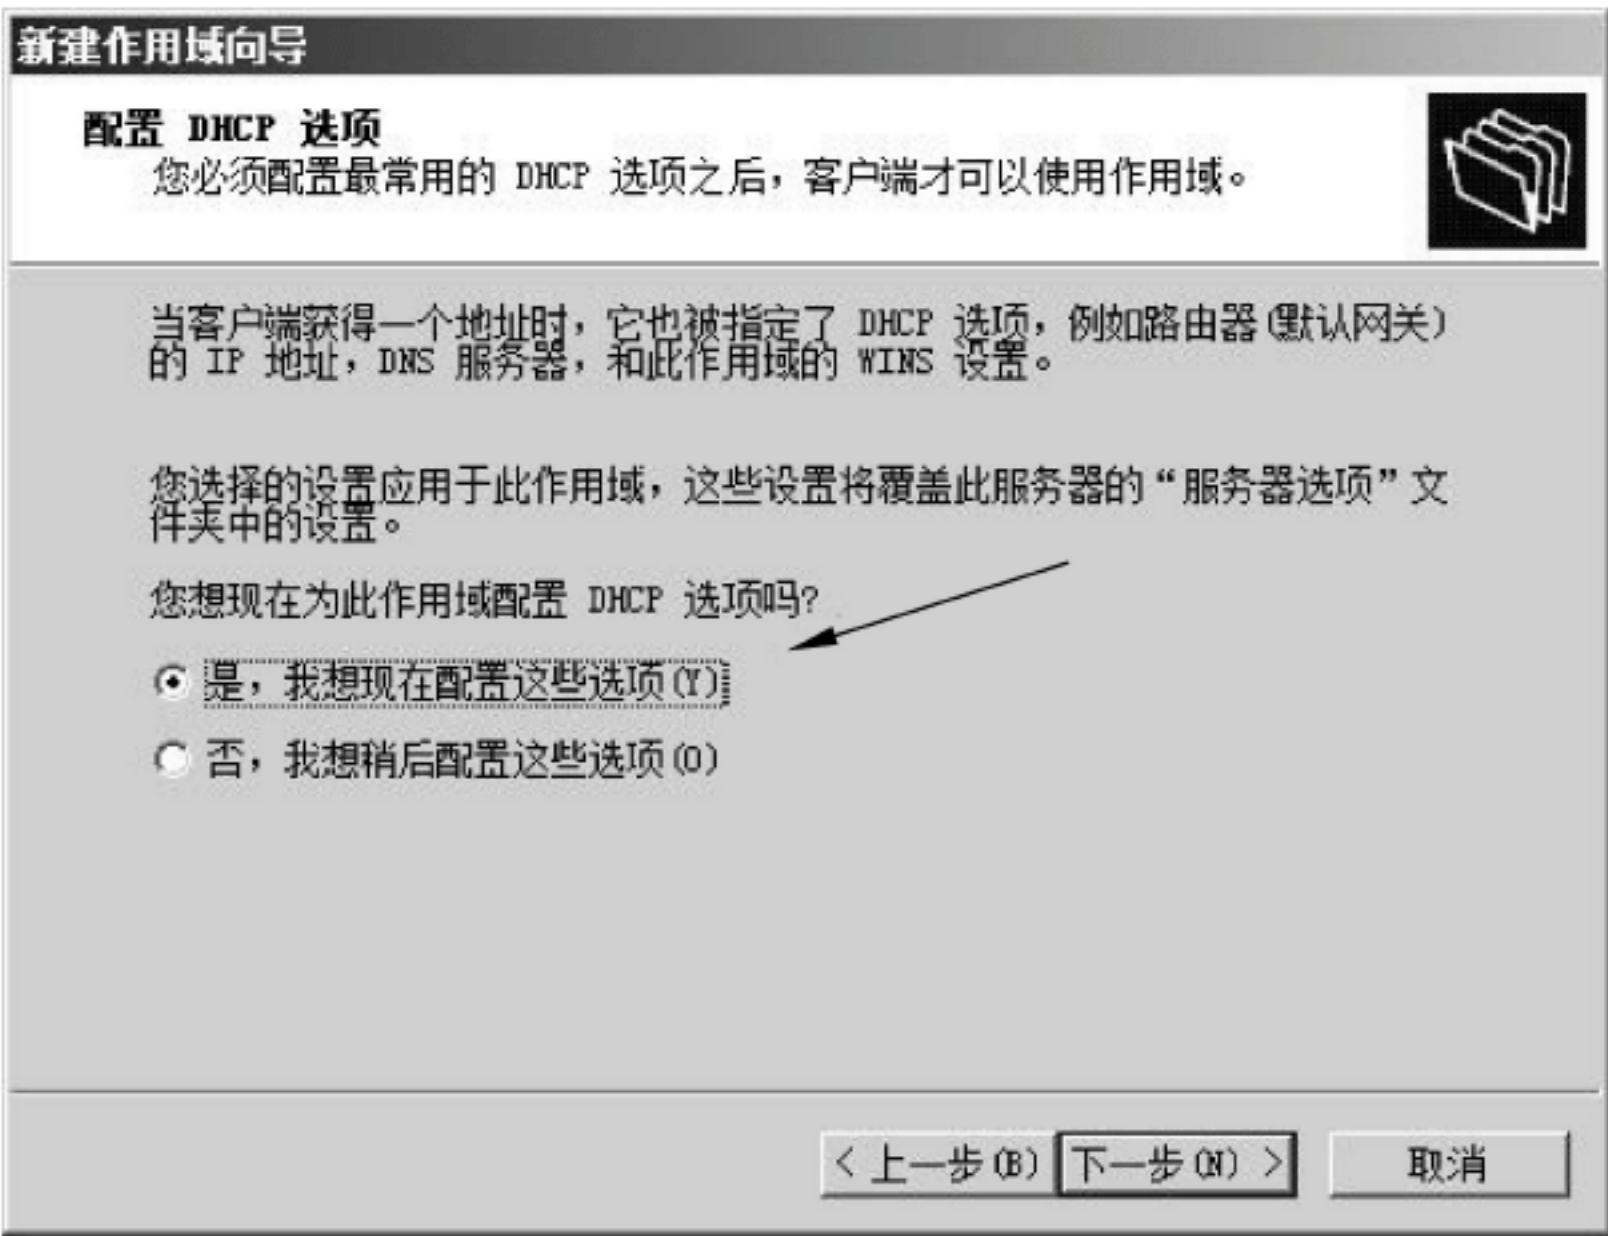 新建作用域向导
配置 DHCP 选项
您必须配置最常用的 DHCP 选项之后，客户端才可以使用作用域。
当客户端获得一个地址时，它也被指定了 DHCP 选项，例如路由器(默认网关)
的 IP 地址，DNS 服务器，和此作用域的 WINS 设置。
您选择的设置应用于此作用域，这些设置将覆盖此服务器的“服务器选项”文
件夹中的设置。
您想现在为此作用域配置 DHCP 选项吗?
是，我想现在配置这些选项(Y)
否，我想稍后配置这些选项(O)
< 上一步(B) 下一步(N) > 取消